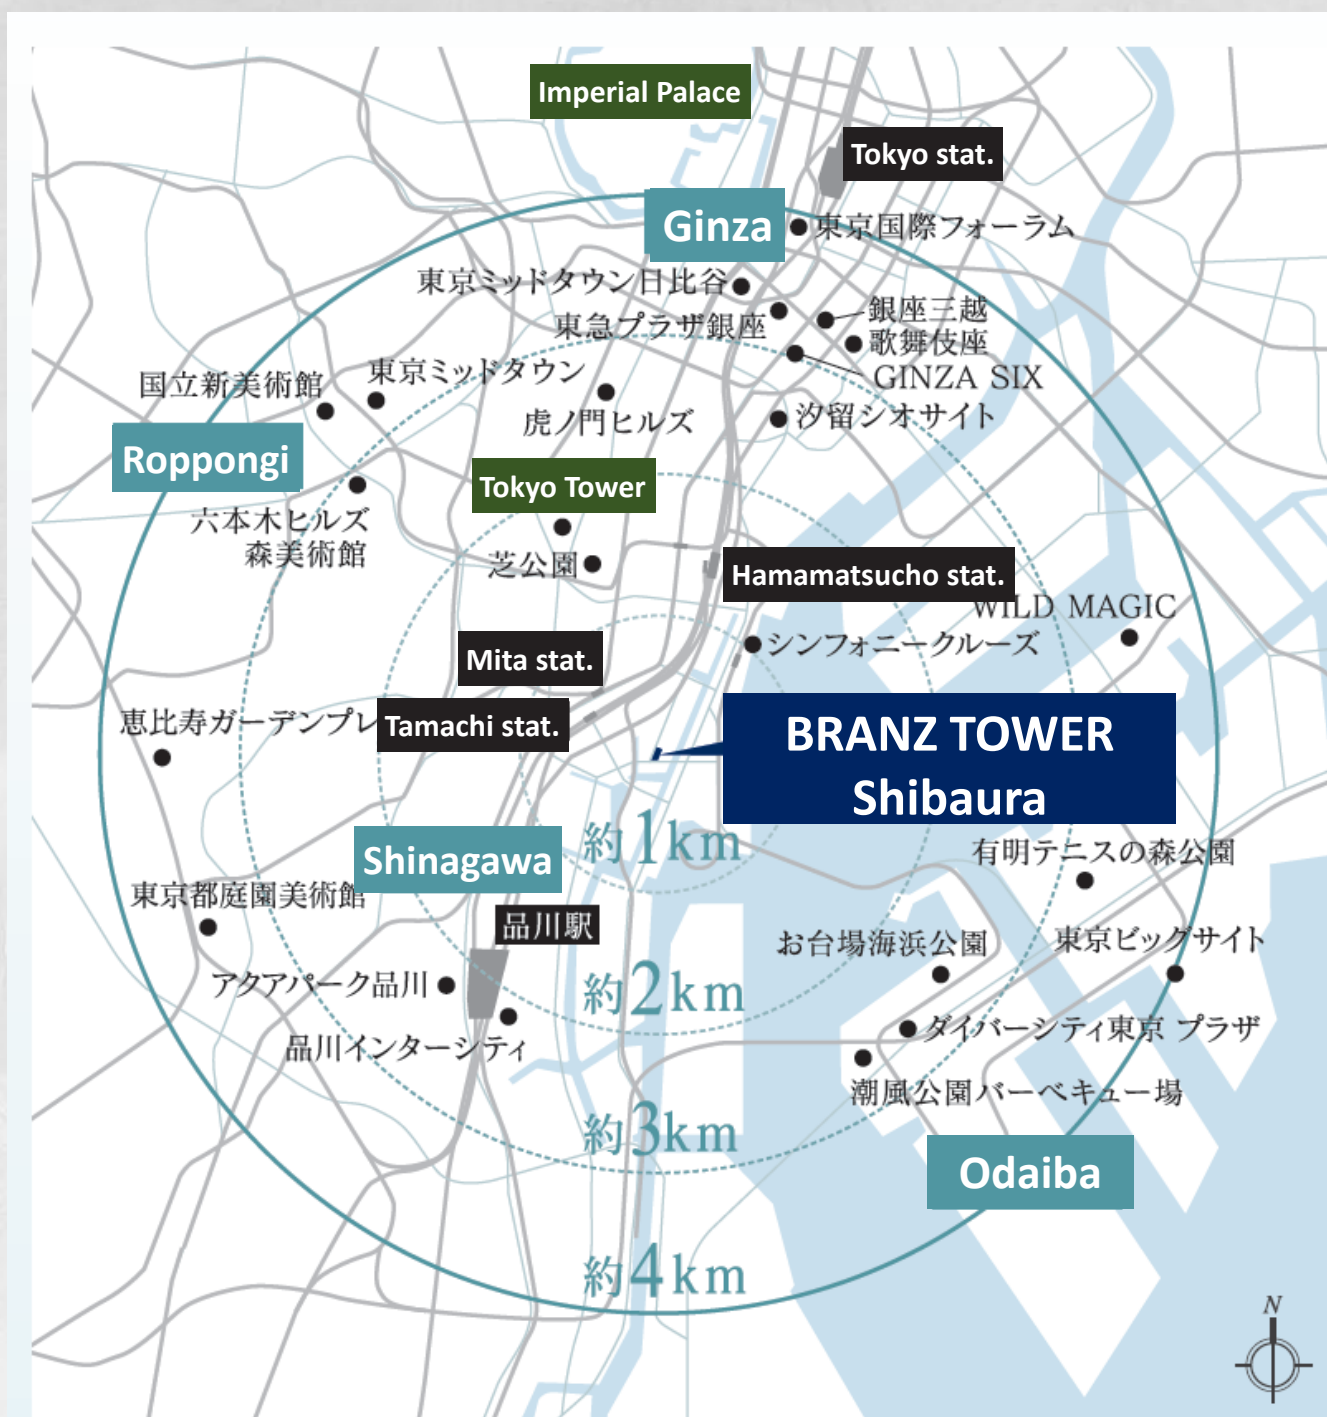 Imperial Palace
Tokyo stat.
Ginza
東京国際フォーラム
東京ミッドタウン日比谷
東急プラザ銀座
銀座三越
歌舞伎座
GINZA SIX
国立新美術館
東京ミッドタウン
虎ノ門ヒルズ
汐留シオサイト
Roppongi
Tokyo Tower
六本木ヒルズ
森美術館
芝公園
Hamamatsucho stat.
WILD MAGIC
シンフォニークルーズ
Mita stat.
恵比寿ガーデンプレ
Tamachi stat.
BRANZ TOWER
Shibaura
約1km
Shinagawa
有明テニスの森公園
東京都庭園美術館
品川駅
お台場海浜公園
東京ビッグサイト
アクアパーク品川
約2km
ダイバーシティ東京 プラザ
品川インターシティ
潮風公園バーベキュー場
約3km
Odaiba
約4km
N